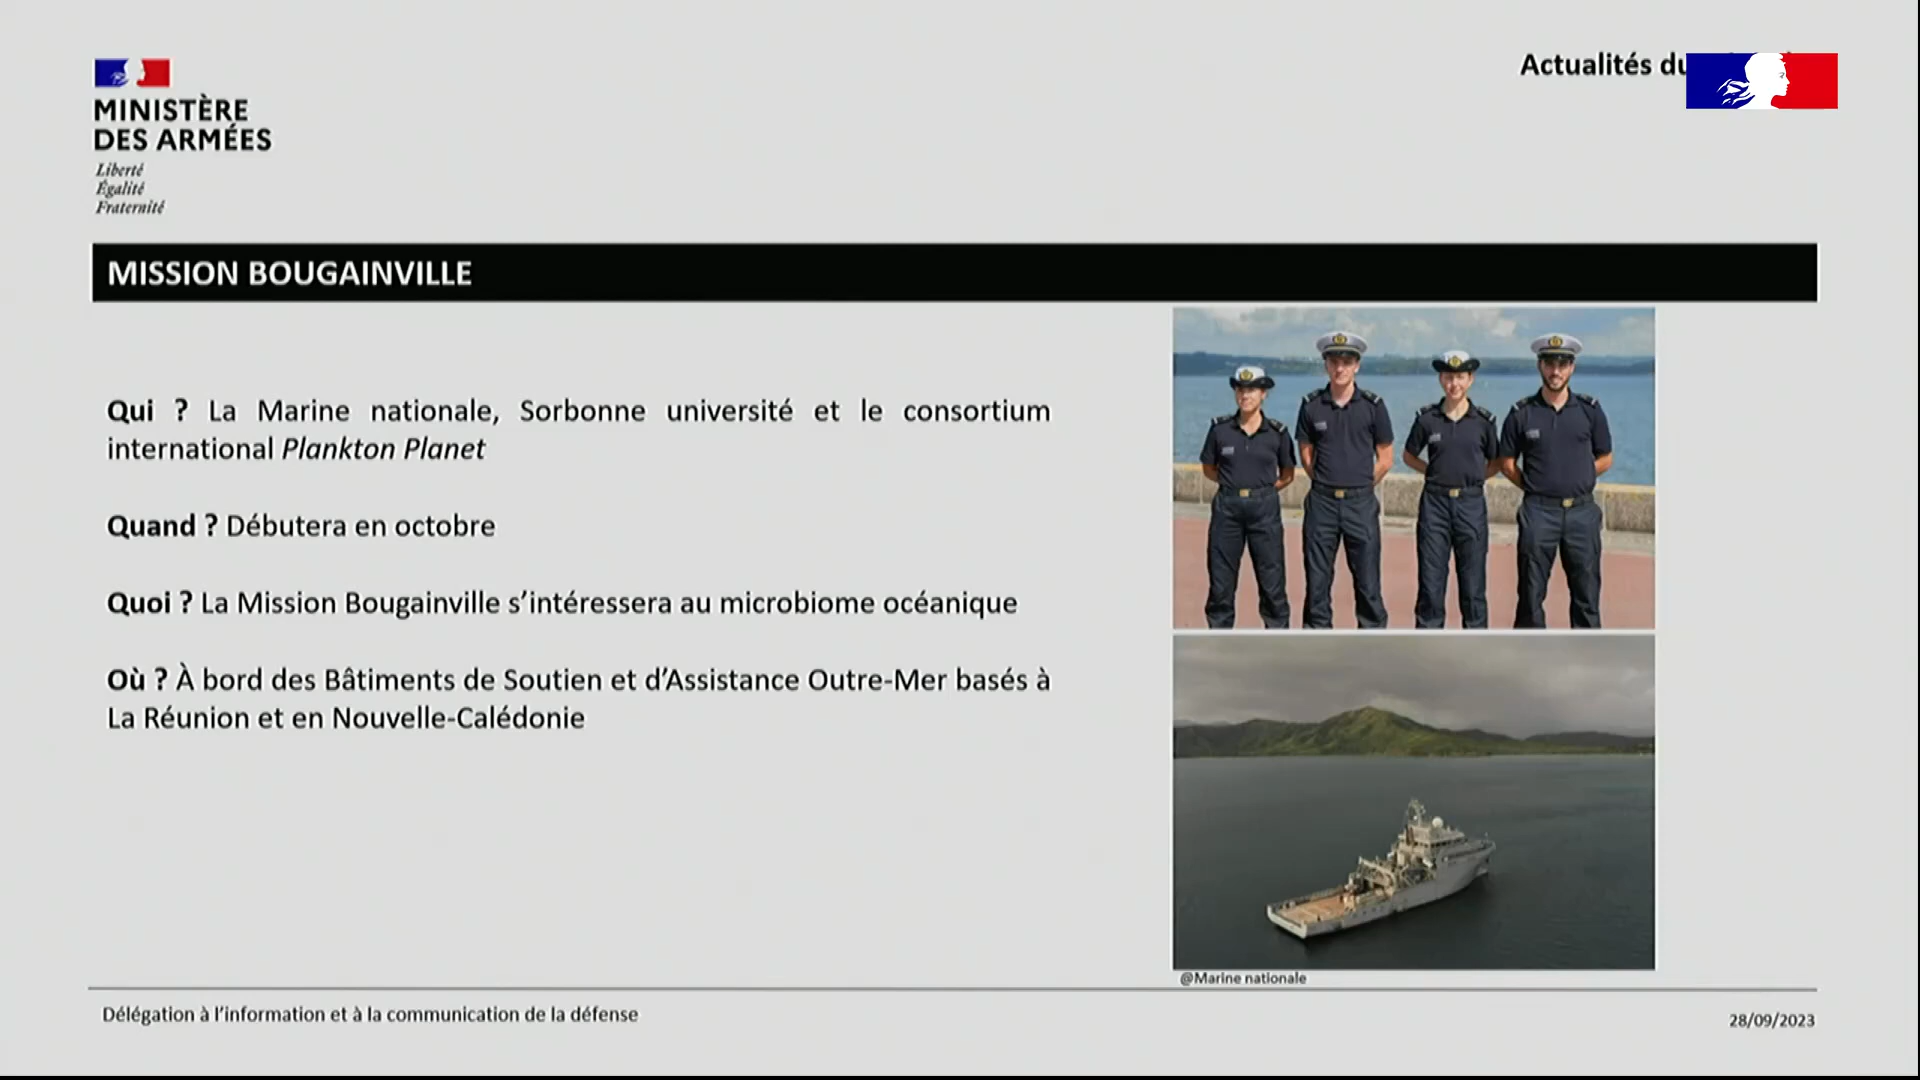 Actualités du
MINISTÈRE
DES ARMÉES
Liberté
Égalité
Fraternité
MISSION BOUGAINVILLE
Qui ? La Marine nationale, Sorbonne université et le consortium
international Plankton Planet
Quand ? Débutera en octobre
Quoi ? La Mission Bougainville s’intéressera au microbiome océanique
Où ? À bord des Bâtiments de Soutien et d’Assistance Outre-Mer basés à
La Réunion et en Nouvelle-Calédonie
@Marine nationale
Délégation à l’information et à la communication de la défense
28/09/2023